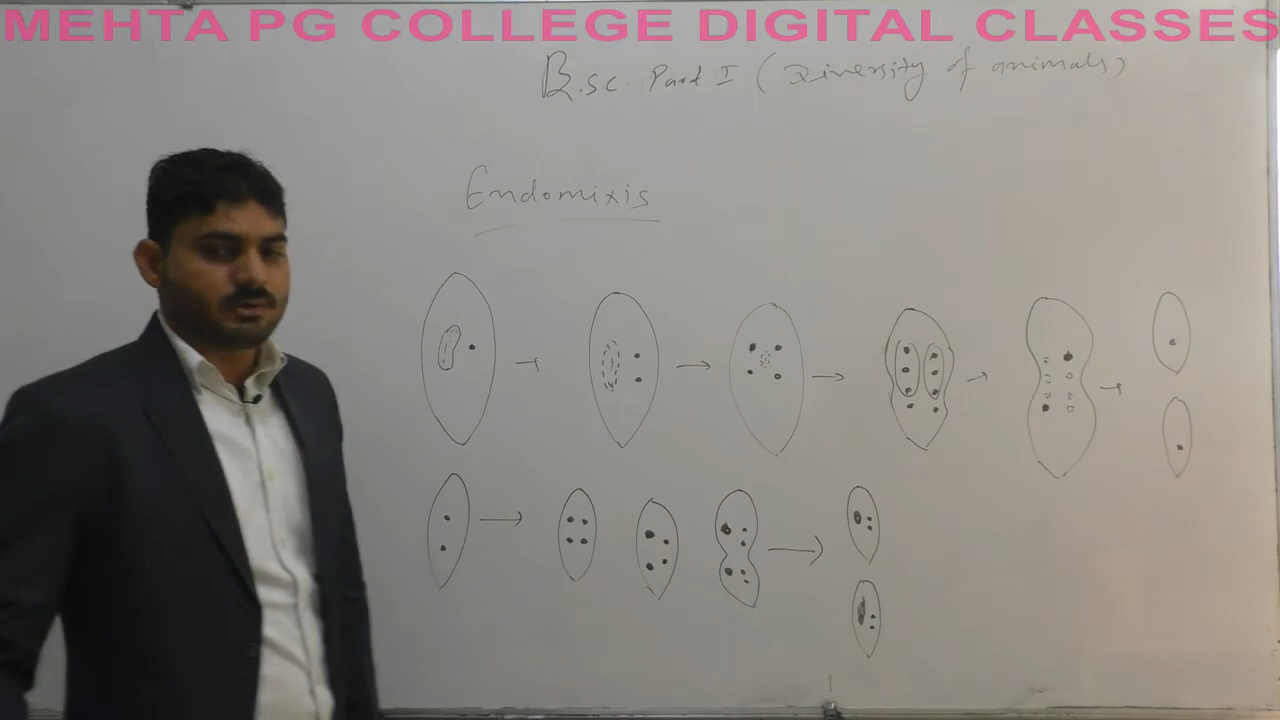 MEHTA PG COLLEGE DIGITAL CLASSES
B.sc. Part I (Diversity of animals)
Endomixis